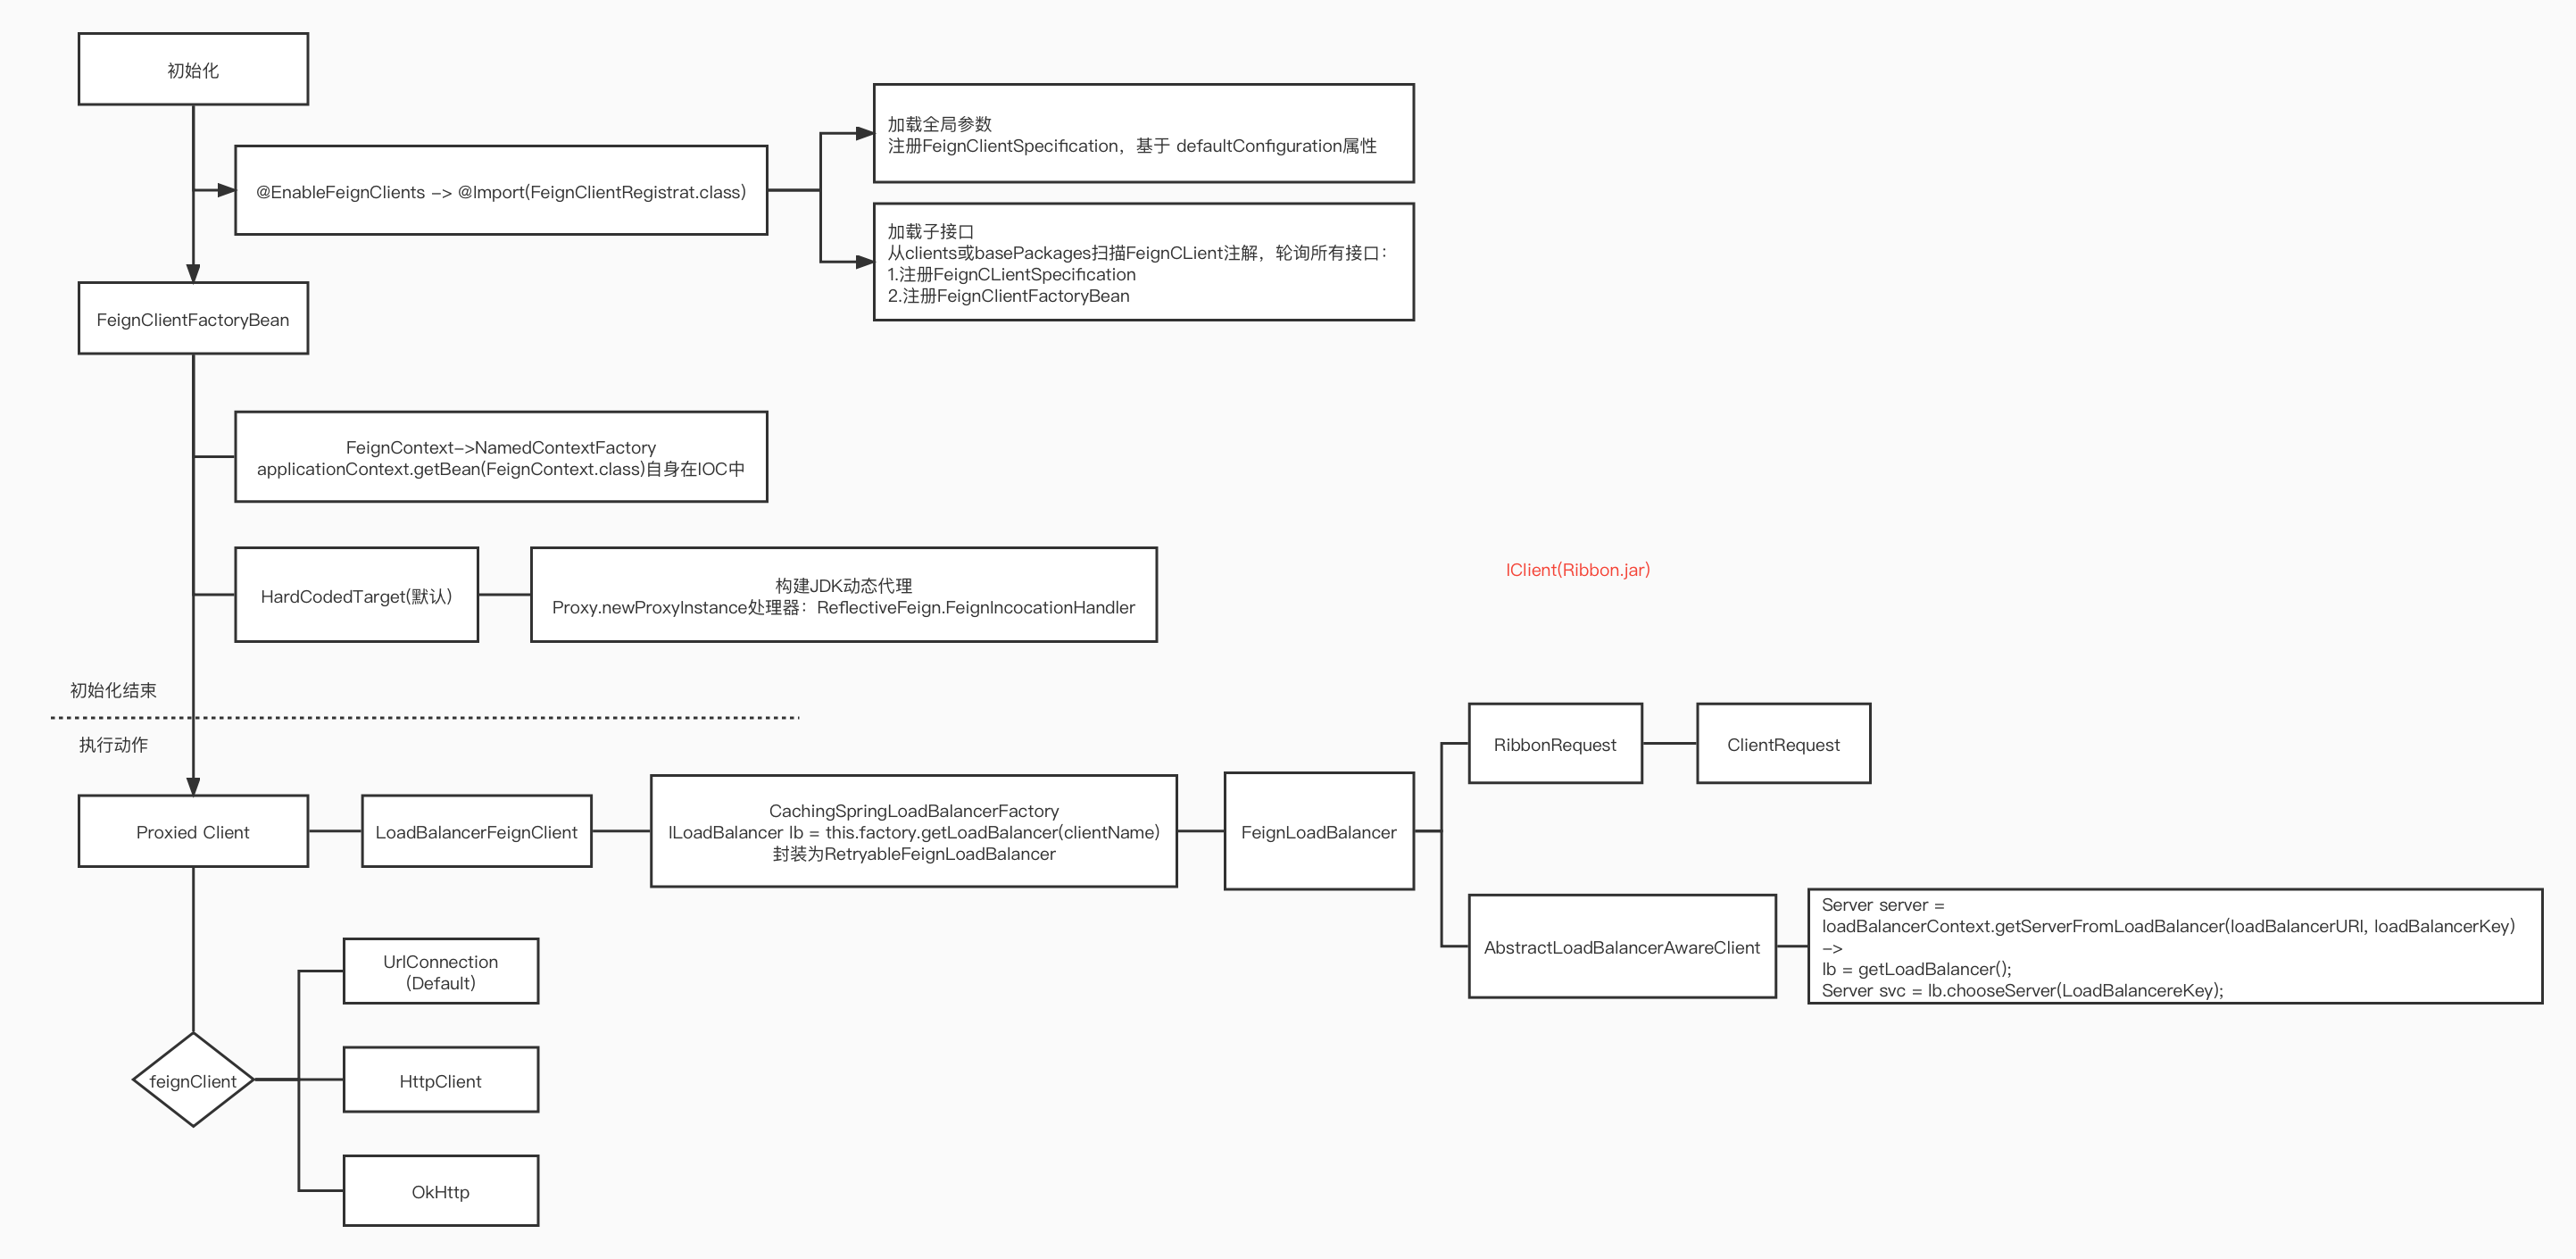 初始化
@EnableFeignClients -> @Import(FeignClientRegistrat.class)
加载全局参数
注册FeignClientSpecification，基于 defaultConfiguration属性
加载子接口
从clients或basePackages扫描FeignCLient注解，轮询所有接口：
1.注册FeignCLientSpecification
2.注册FeignClientFactoryBean
FeignClientFactoryBean
FeignContext->NamedContextFactory
applicationContext.getBean(FeignContext.class)自身在IOC中
HardCodedTarget(默认)
构建JDK动态代理
Proxy.newProxyInstance处理器：ReflectiveFeign.FeignIncocationHandler
IClient(Ribbon.jar)
初始化结束
执行动作
Proxied Client
LoadBalancerFeignClient
CachingSpringLoadBalancerFactory
ILoadBalancer lb = this.factory.getLoadBalancer(clientName)
封装为RetryableFeignLoadBalancer
FeignLoadBalancer
RibbonRequest
ClientRequest
AbstractLoadBalancerAwareClient
Server server =
loadBalancerContext.getServerFromLoadBalancer(loadBalancerURI, loadBalancerKey)
->
lb = getLoadBalancer();
Server svc = lb.chooseServer(LoadBalancereKey);
feignClient
UrlConnection
(Default)
HttpClient
OkHttp